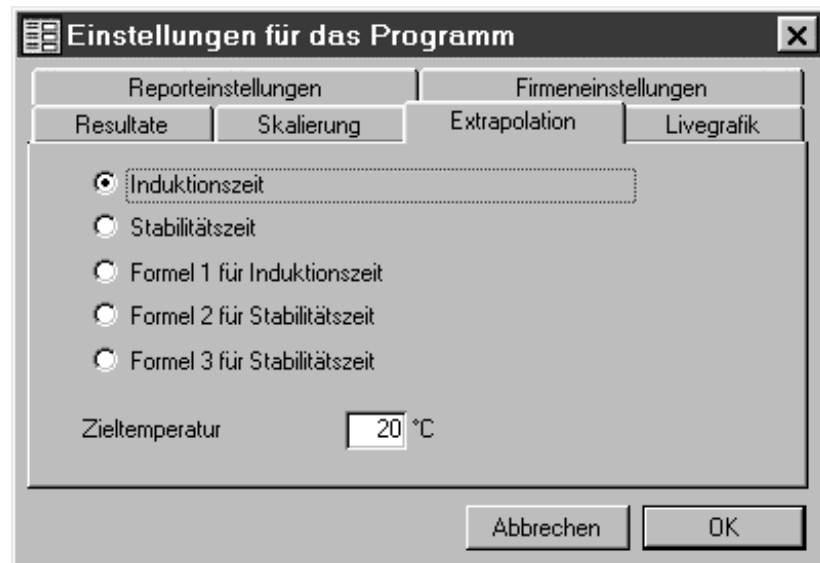 Einstellungen für das Programm
Reporteinstellungen Firmeneinstellungen
Resultate Skalierung Extrapolation Livegrafik
Induktionszeit
Stabilitätszeit
Formel 1 für Induktionszeit
Formel 2 für Stabilitätszeit
Formel 3 für Stabilitätszeit
Zieltemperatur 20 °C
Abbrechen OK